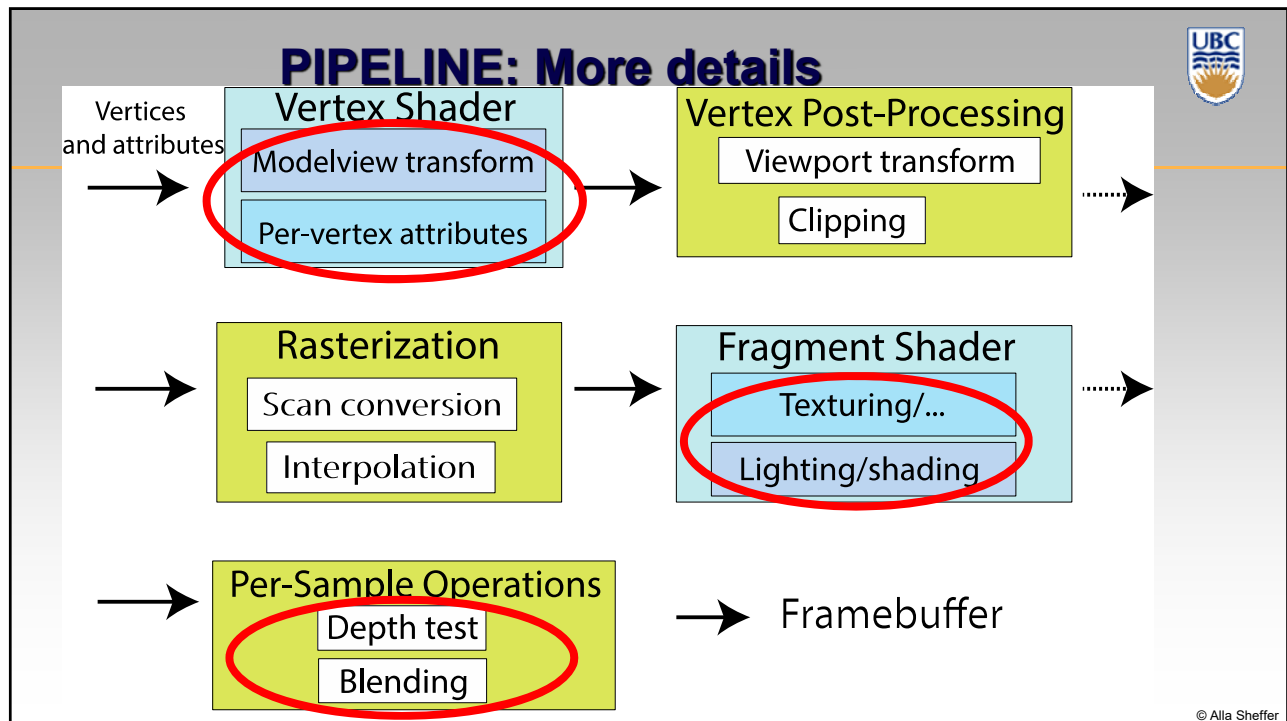 PIPELINE: More details
UBC
Vertices
and attributes
Vertex Shader
Modelview transform
Per-vertex attributes
Vertex Post-Processing
Viewport transform
Clipping
Rasterization
Scan conversion
Interpolation
Fragment Shader
Texturing/...
Lighting/shading
Per-Sample Operations
Depth test
Blending
Framebuffer
© Alla Sheffer